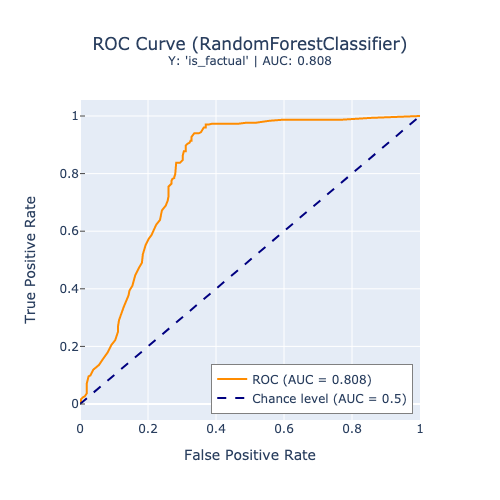 ROC Curve (RandomForestClassifier)
Y: 'is_factual' | AUC: 0.808
True Positive Rate
1
0.8
0.6
0.4
0.2
0
ROC (AUC = 0.808)
Chance level (AUC = 0.5)
0
0.2
0.4
0.6
0.8
1
False Positive Rate